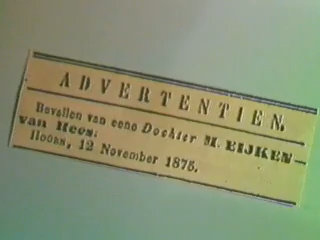 ADVERTENTIEN.
Bevallen van eene Dochter M. EIJKEN—
van Hees.
Hoorn, 12 November 1875.